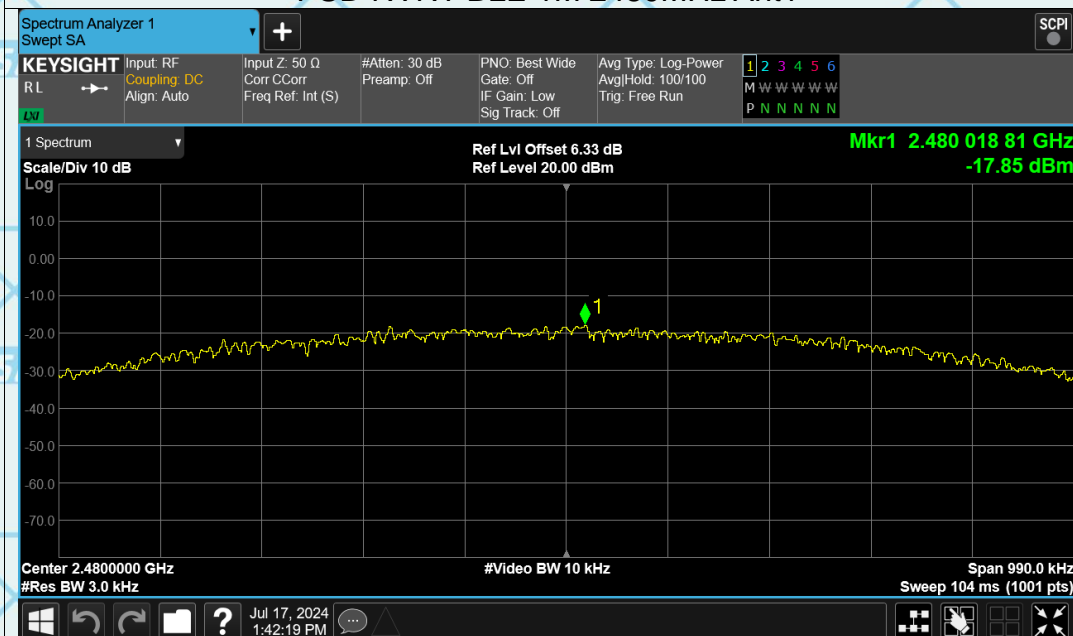 Spectrum Analyzer 1
Swept SA
SCPI
KEYSIGHT
RL
LXI
Input: RF
Coupling: DC
Align: Auto
Input Z: 50 Ω
Corr CCorr
Freq Ref: Int (S)
#Atten: 30 dB
Preamp: Off
PNO: Best Wide
Gate: Off
IF Gain: Low
Sig Track: Off
Avg Type: Log-Power
Avg|Hold: 100/100
Trig: Free Run
1 2 3 4 5 6
M W W W W W
P N N N N N
1 Spectrum
Scale/Div 10 dB
Log
Ref Lvl Offset 6.33 dB
Ref Level 20.00 dBm
Mkr1 2.480 018 81 GHz
-17.85 dBm
10.0
0.00
-10.0
1
-20.0
-30.0
-40.0
-50.0
-60.0
-70.0
Center 2.4800000 GHz
#Res BW 3.0 kHz
#Video BW 10 kHz
Span 990.0 kHz
Sweep 104 ms (1001 pts)
?
Jul 17, 2024
1:42:19 PM